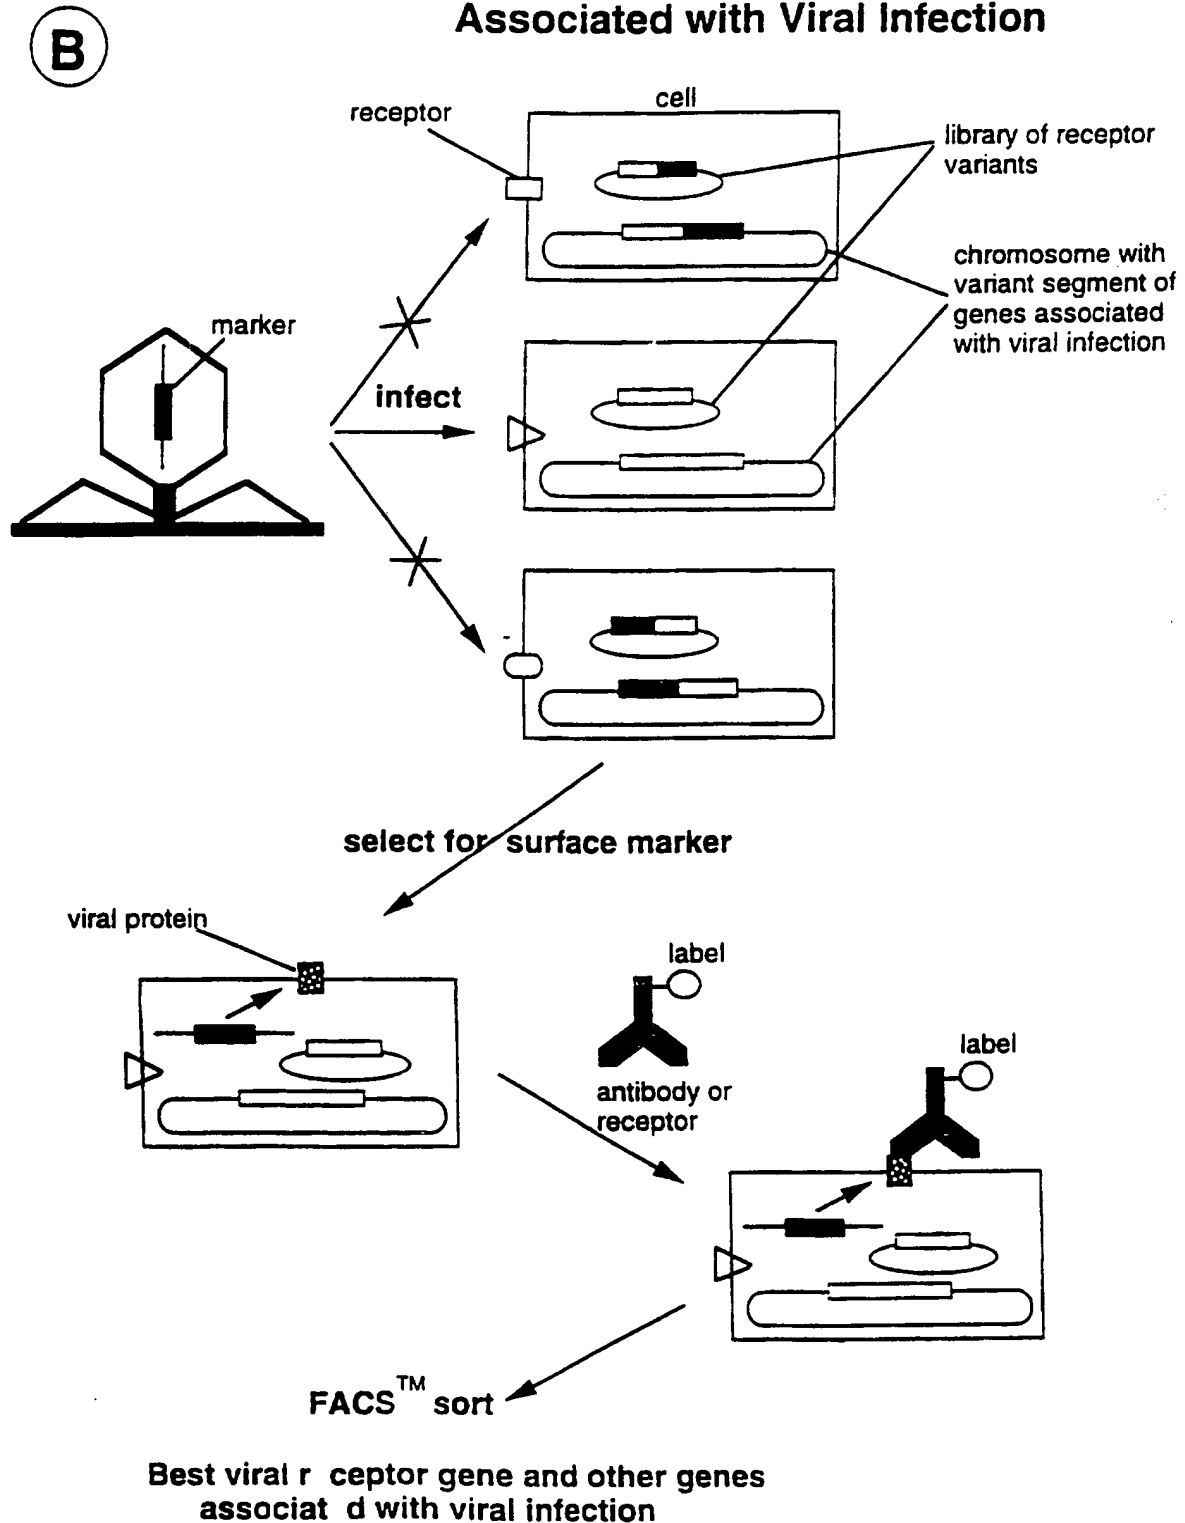 B
Associated with Viral Infection
cell
receptor
library of receptor
variants
chromosome with
variant segment of
genes associated
with viral infection
marker
infect
select for surface marker
viral protein
label
antibody or
receptor
label
FACS™ sort
Best viral r ceptor gene and other genes
associat d with viral infection